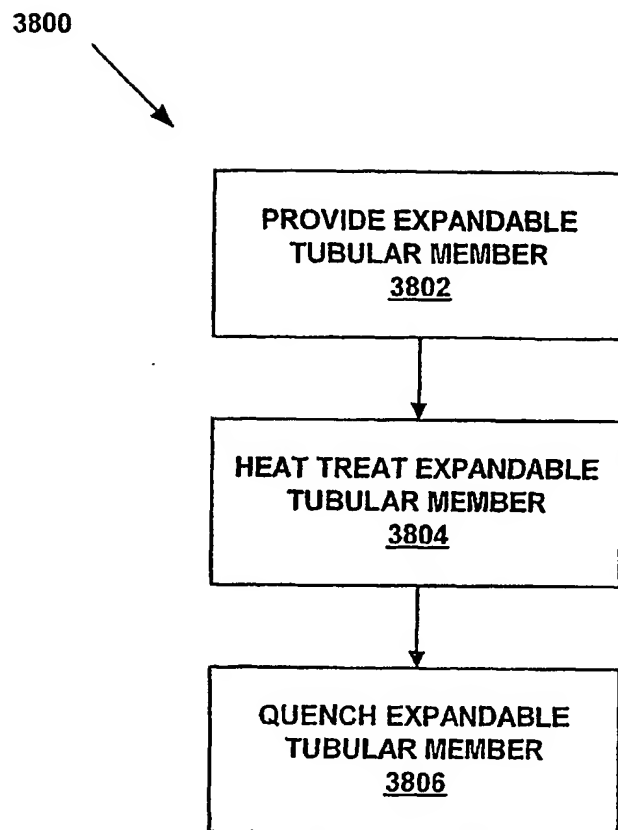 3800
PROVIDE EXPANDABLE
TUBULAR MEMBER
3802
HEAT TREAT EXPANDABLE
TUBULAR MEMBER
3804
QUENCH EXPANDABLE
TUBULAR MEMBER
3806